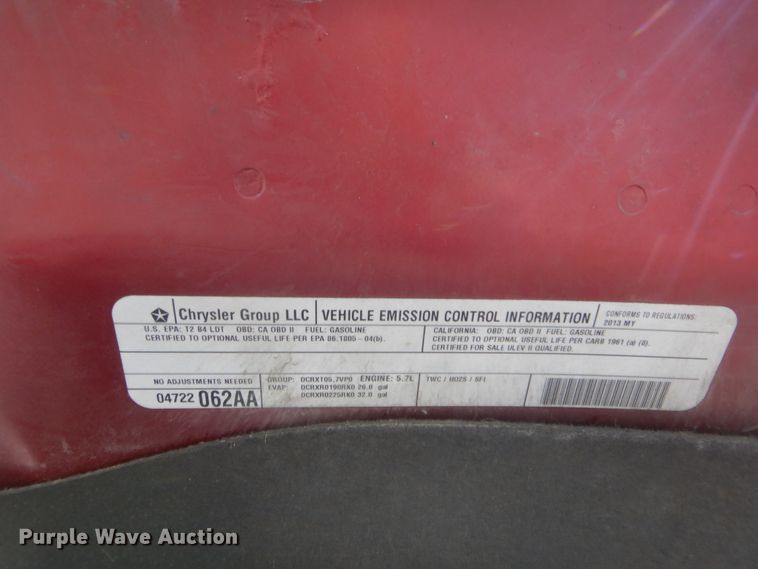 Chrysler Group LLC VEHICLE EMISSION CONTROL INFORMATION CONFORMS TO REGULATIONS:
2013 MY
U.S. EPA: T2 B4 LDT OBD: CA OBD II FUEL: GASOLINE
CERTIFIED TO OPTIONAL USEFUL LIFE PER EPA 86.1805-04(b).
CALIFORNIA: OBD: CA OBD II FUEL: GASOLINE
CERTIFIED TO OPTIONAL USEFUL LIFE PER CARB 1961 (a) (8).
CERTIFIED FOR SALE ULEV II QUALIFIED.
NO ADJUSTMENTS NEEDED
04722 062AA
GROUP: DCRXT05.7VP0 ENGINE: 5.7L
EVAP: DCRXR0190RK0 26.0 gal
DCRXR0225RK0 32.0 gal
TWC / HO2S / SFI
Purple Wave Auction